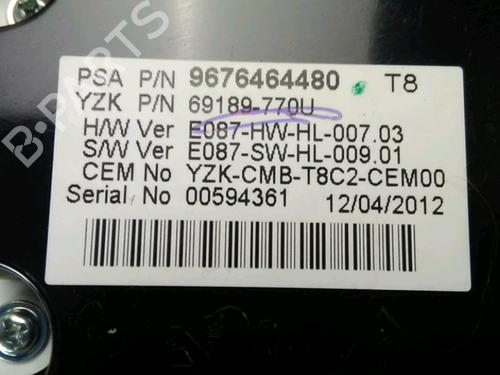 PSA P/N 9676464480 T8
YZK P/N 69189-770U
H/W Ver E087-HW-HL-007.03
S/W Ver E087-SW-HL-009.01
CEM No YZK-CMB-T8C2-CEM00
Serial No 00594361 12/04/2012
B-PARTS